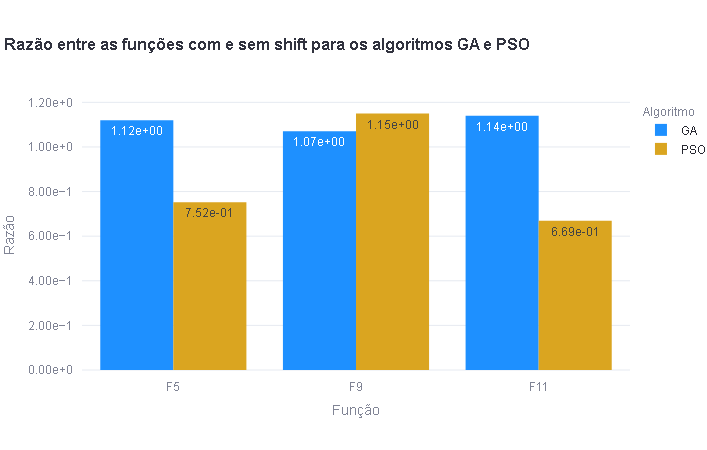 Razão entre as funções com e sem shift para os algoritmos GA e PSO
Algoritmo
GA
PSO
Razão
1.20e+0
1.00e+0
8.00e−1
6.00e−1
4.00e−1
2.00e−1
0.00e+0
1.12e+00
7.52e-01
1.07e+00
1.15e+00
1.14e+00
6.69e-01
F5
F9
F11
Função